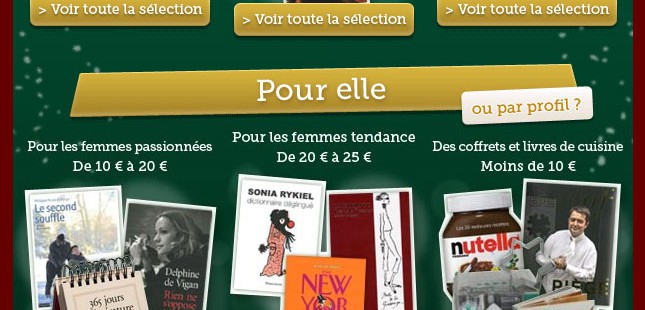 > Voir toute la sélection
> Voir toute la sélection
> Voir toute la sélection
Pour elle
ou par profil ?
Pour les femmes passionnées
De 10 € à 20 €
Pour les femmes tendance
De 20 € à 25 €
Des coffrets et livres de cuisine
Moins de 10 €
Le second
souffle
Delphine
de Vigan
Rien ne
s'oppose
365 jours
SONIA RYKIEL
dictionnaire déglingué
NEW
YOR
nutella
PIÈGE